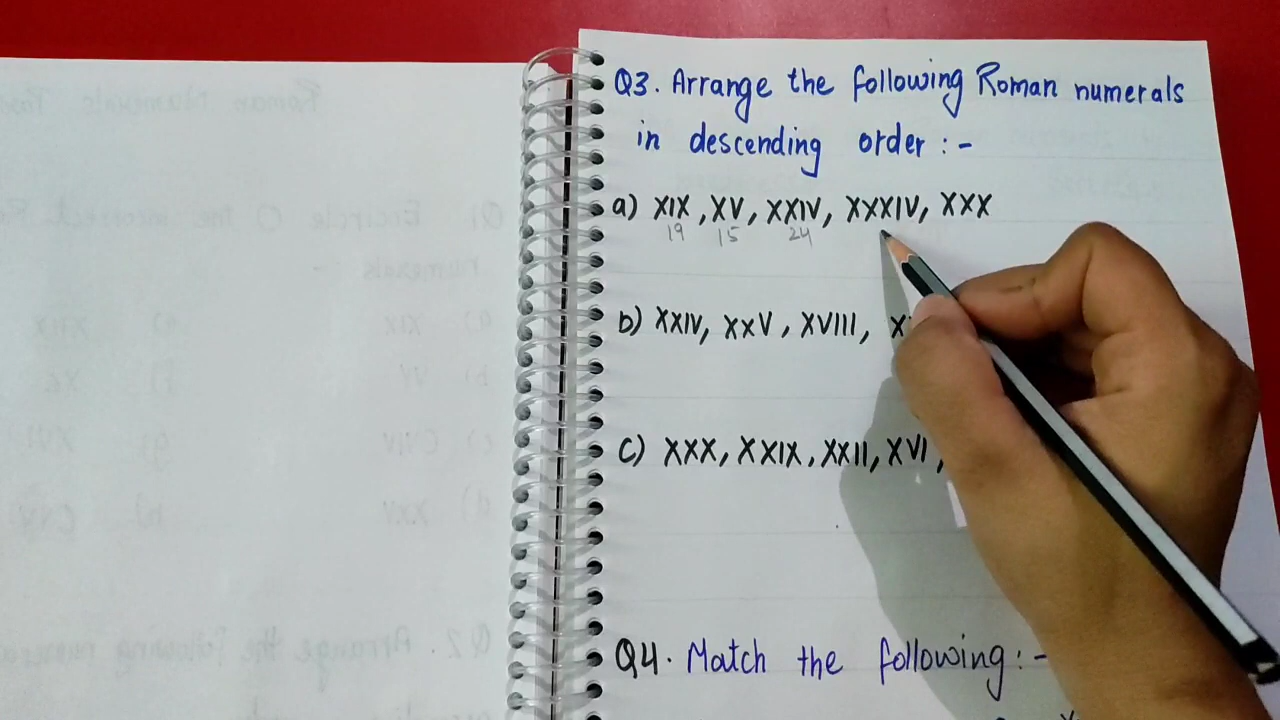 Q3. Arrange the following Roman numerals
in descending order :-
a) XIX, XV, XXIV, XXXIV, XXX
19 15 24
b) XXIV, XXV, XVIII,
c) XXX, XXIX, XXII, XVI,
Q4. Match the following :-